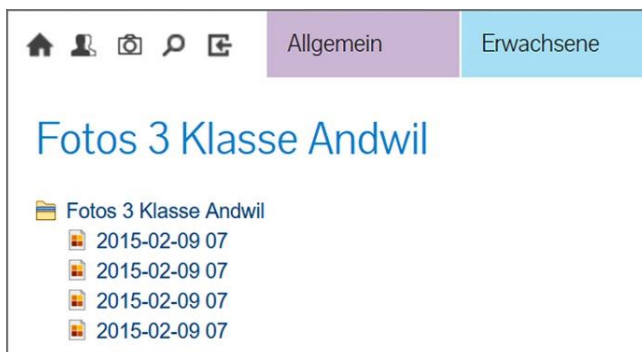 Allgemein
Erwachsene
Fotos 3 Klasse Andwil
Fotos 3 Klasse Andwil
2015-02-09 07
2015-02-09 07
2015-02-09 07
2015-02-09 07